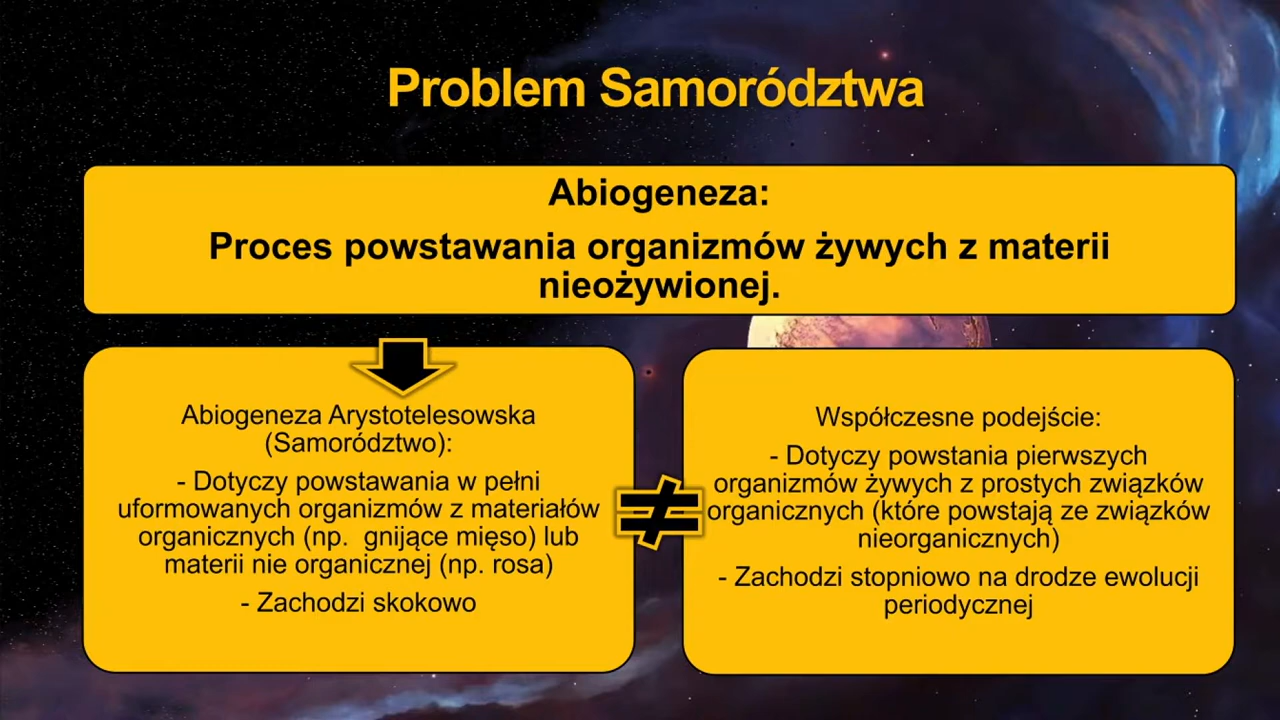 Problem Samorództwa
Abiogeneza:
Proces powstawania organizmów żywych z materii
nieożywionej.
Abiogeneza Arystotelesowska
(Samorództwo):
- Dotyczy powstawania w pełni
uformowanych organizmów z materiałów
organicznych (np.  gnijące mięso) lub
materii nie organicznej (np. rosa)
- Zachodzi skokowo
≠
Współczesne podejście:
- Dotyczy powstania pierwszych
organizmów żywych z prostych związków
organicznych (które powstają ze związków
nieorganicznych)
- Zachodzi stopniowo na drodze ewolucji
periodycznej